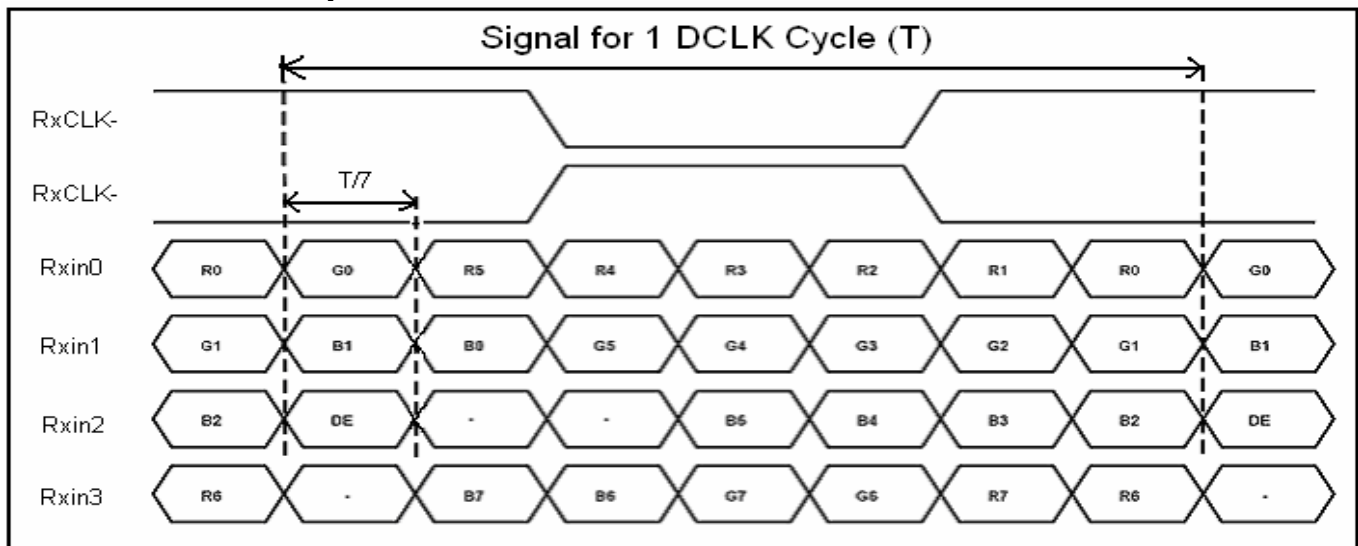 Signal for 1 DCLK Cycle (T)
RxCLK-
RxCLK-
T/7
Rxin0 R0 G0 R5 R4 R3 R2 R1 R0 G0
Rxin1 G1 B1 B0 G5 G4 G3 G2 G1 B1
Rxin2 B2 DE - - B5 B4 B3 B2 DE
Rxin3 R6 - B7 B6 G7 G6 R7 R6 -